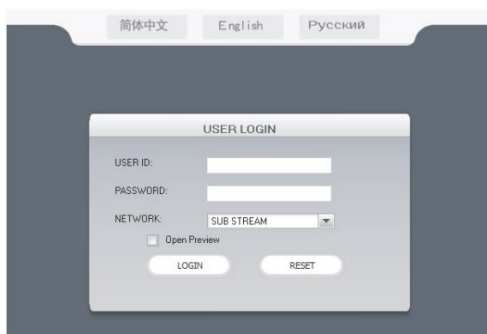 简体中文 English Русский
USER LOGIN
USER ID:
PASSWORD:
NETWORK: SUB STREAM
Open Preview
LOGIN RESET